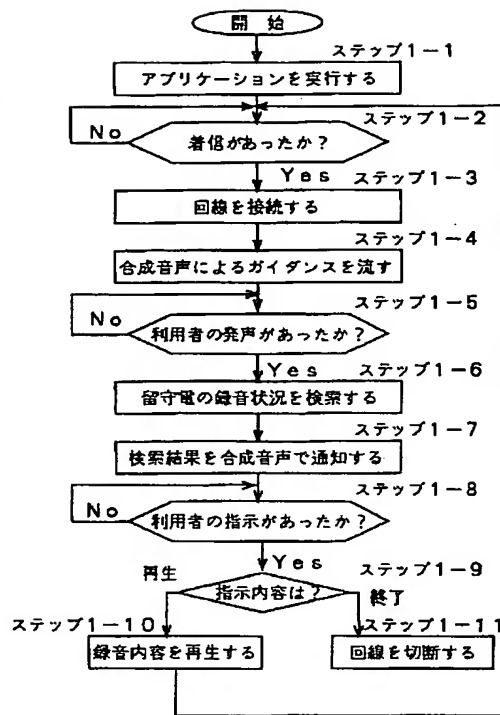 開 始
ステップ1-1
アプリケーションを実行する
ステップ1-2
No
着信があったか?
Yes
ステップ1-3
回線を接続する
ステップ1-4
合成音声によるガイダンスを流す
ステップ1-5
No
利用者の発声があったか?
Yes
ステップ1-6
留守電の録音状況を検索する
ステップ1-7
検索結果を合成音声で通知する
ステップ1-8
No
利用者の指示があったか?
Yes
ステップ1-9
再生
指示内容は?
終了
ステップ1-10
ステップ1-11
録音内容を再生する
回線を切断する